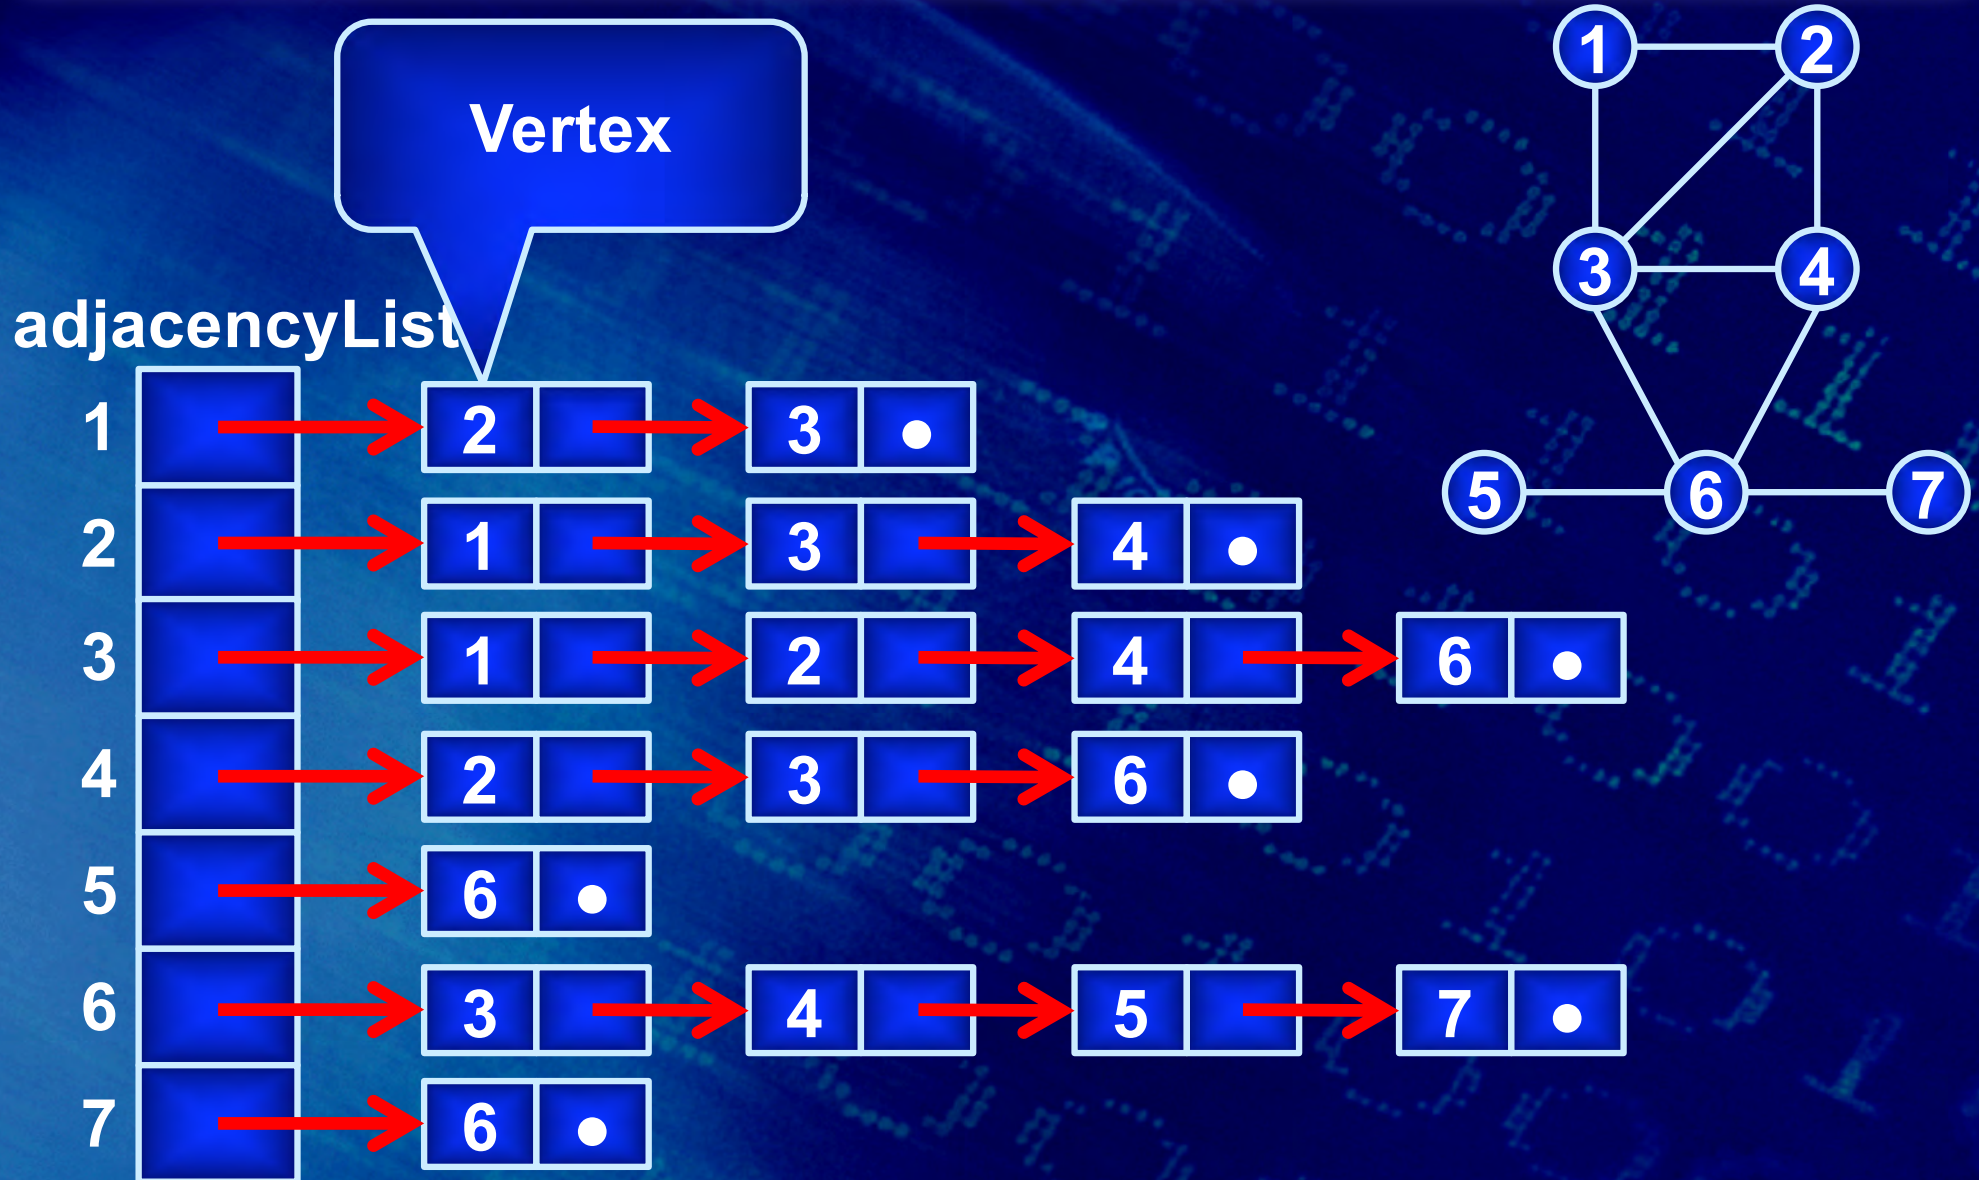 Vertex
adjacencyList
1 2 3 •
2 1 3 4 •
3 1 2 4 6 •
4 2 3 6 •
5 6 •
6 3 4 5 7 •
7 6 •
1 2
3 4
5 6 7